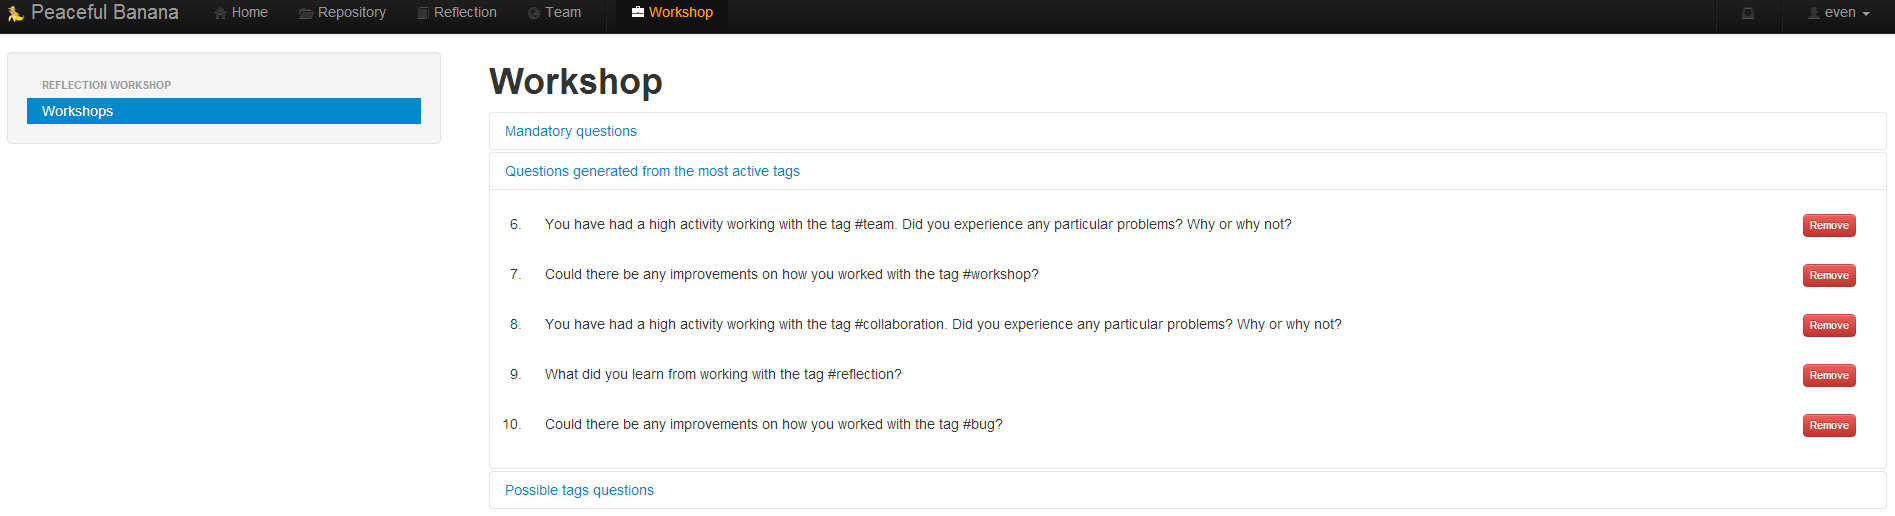 Peaceful Banana Home Repository Reflection Team Workshop even
REFLECTION WORKSHOP
Workshops
Workshop
Mandatory questions
Questions generated from the most active tags
6. You have had a high activity working with the tag #team. Did you experience any particular problems? Why or why not? Remove
7. Could there be any improvements on how you worked with the tag #workshop? Remove
8. You have had a high activity working with the tag #collaboration. Did you experience any particular problems? Why or why not? Remove
9. What did you learn from working with the tag #reflection? Remove
10. Could there be any improvements on how you worked with the tag #bug? Remove
Possible tags questions